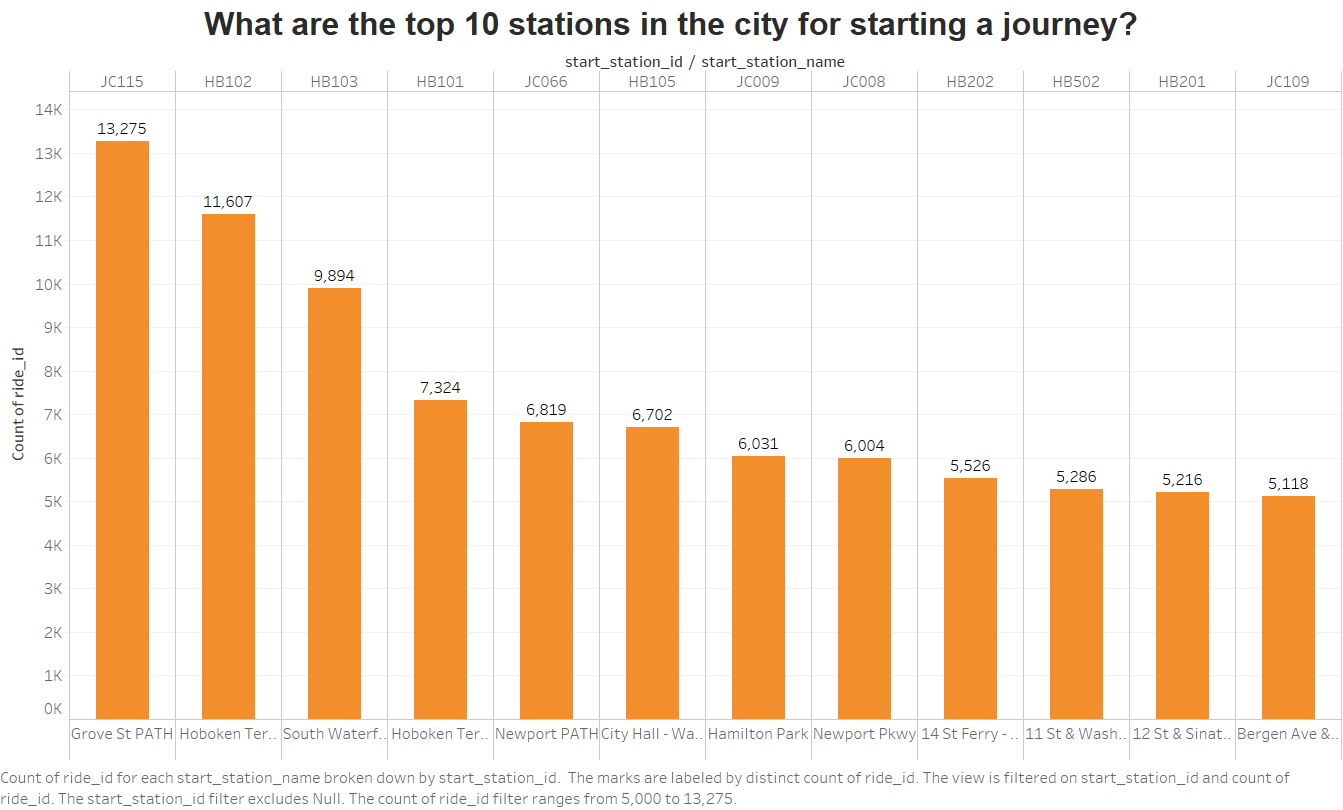 What are the top 10 stations in the city for starting a journey?
start_station_id / start_station_name
JC115 HB102 HB103 HB101 JC066 HB105 JC009 JC008 HB202 HB502 HB201 JC109
14K
13K
12K
11K
10K
9K
8K
7K
6K
5K
4K
3K
2K
1K
0K
Count of ride_id
13,275
11,607
9,894
7,324
6,819
6,702
6,031
6,004
5,526
5,286
5,216
5,118
Grove St PATH Hoboken Ter.. South Waterf.. Hoboken Ter.. Newport PATH City Hall - Wa.. Hamilton Park Newport Pkwy 14 St Ferry - .. 11 St & Wash.. 12 St & Sinat.. Bergen Ave &..
Count of ride_id for each start_station_name broken down by start_station_id.  The marks are labeled by distinct count of ride_id. The view is filtered on start_station_id and count of
ride_id. The start_station_id filter excludes Null. The count of ride_id filter ranges from 5,000 to 13,275.